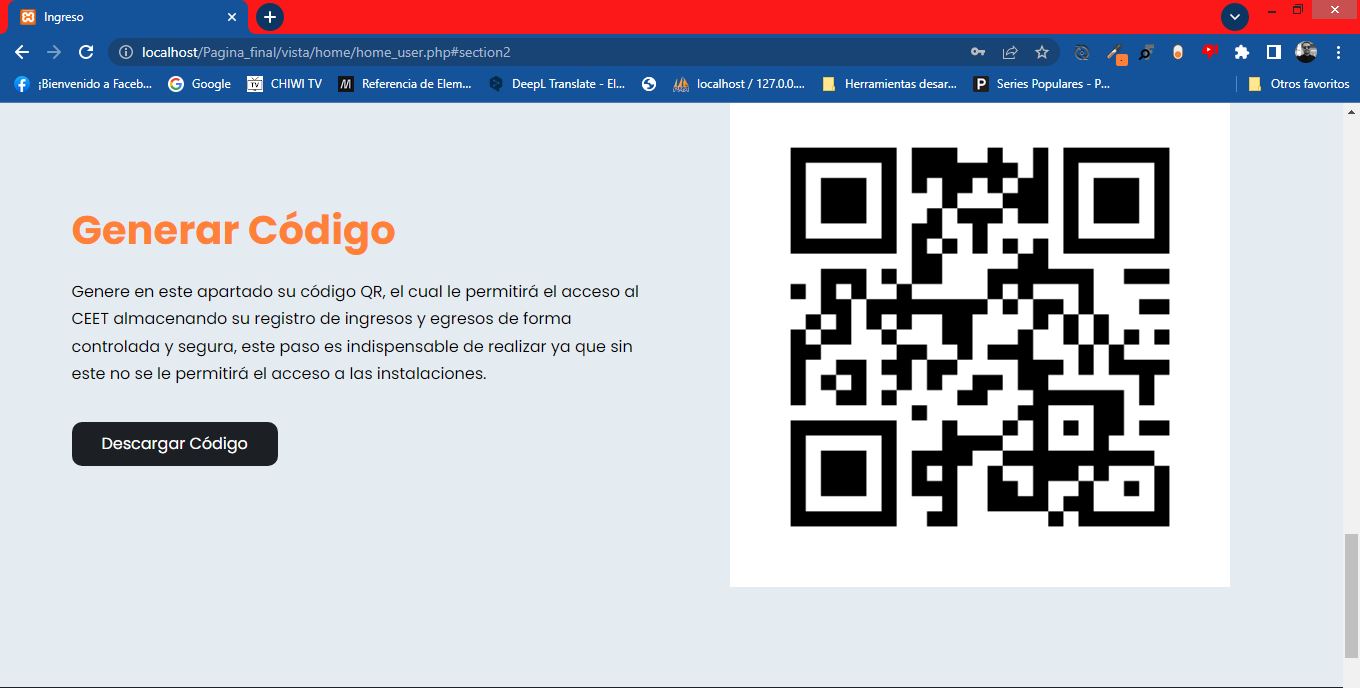 Ingreso
localhost/Pagina_final/vista/home/home_user.php#section2
¡Bienvenido a Faceb...
Google
TV
CHIWI TV
M
Referencia de Elem...
DeepL Translate - El...
localhost / 127.0.0....
Herramientas desar...
P
Series Populares - P...
Otros favoritos
Generar Código
Genere en este apartado su código QR, el cual le permitirá el acceso al
CEET almacenando su registro de ingresos y egresos de forma
controlada y segura, este paso es indispensable de realizar ya que sin
este no se le permitirá el acceso a las instalaciones.
Descargar Código